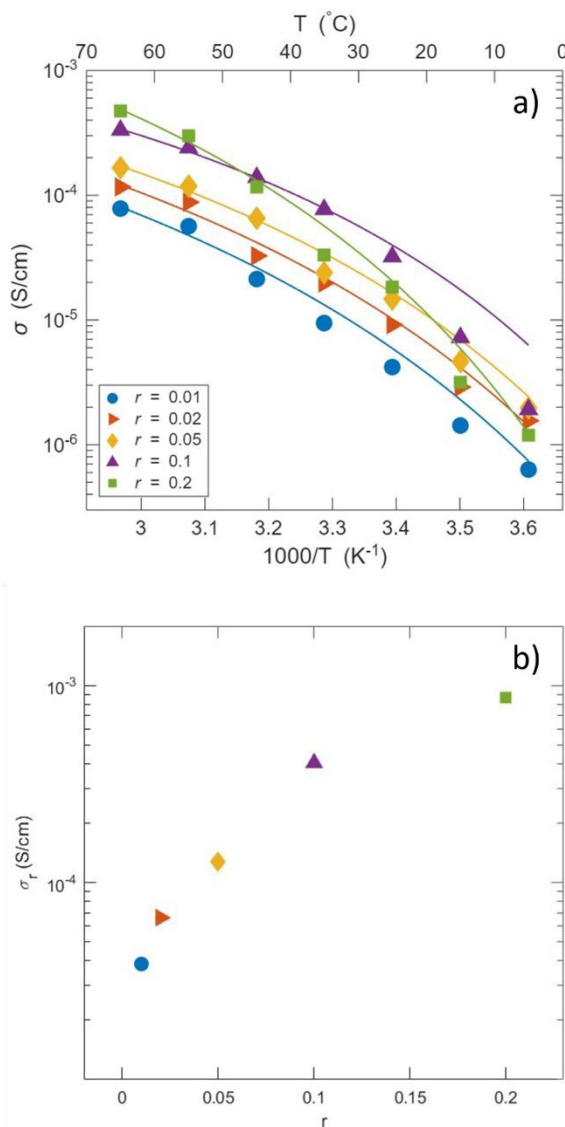 T (°C)
70 60 50 40 30 20 10 0
a)
10-3
10-4
10-5
10-6
σ (S/cm)
r = 0.01
r = 0.02
r = 0.05
r = 0.1
r = 0.2
3 3.1 3.2 3.3 3.4 3.5 3.6
1000/T (K-1)
b)
10-3
10-4
σr (S/cm)
0 0.05 0.1 0.15 0.2
r